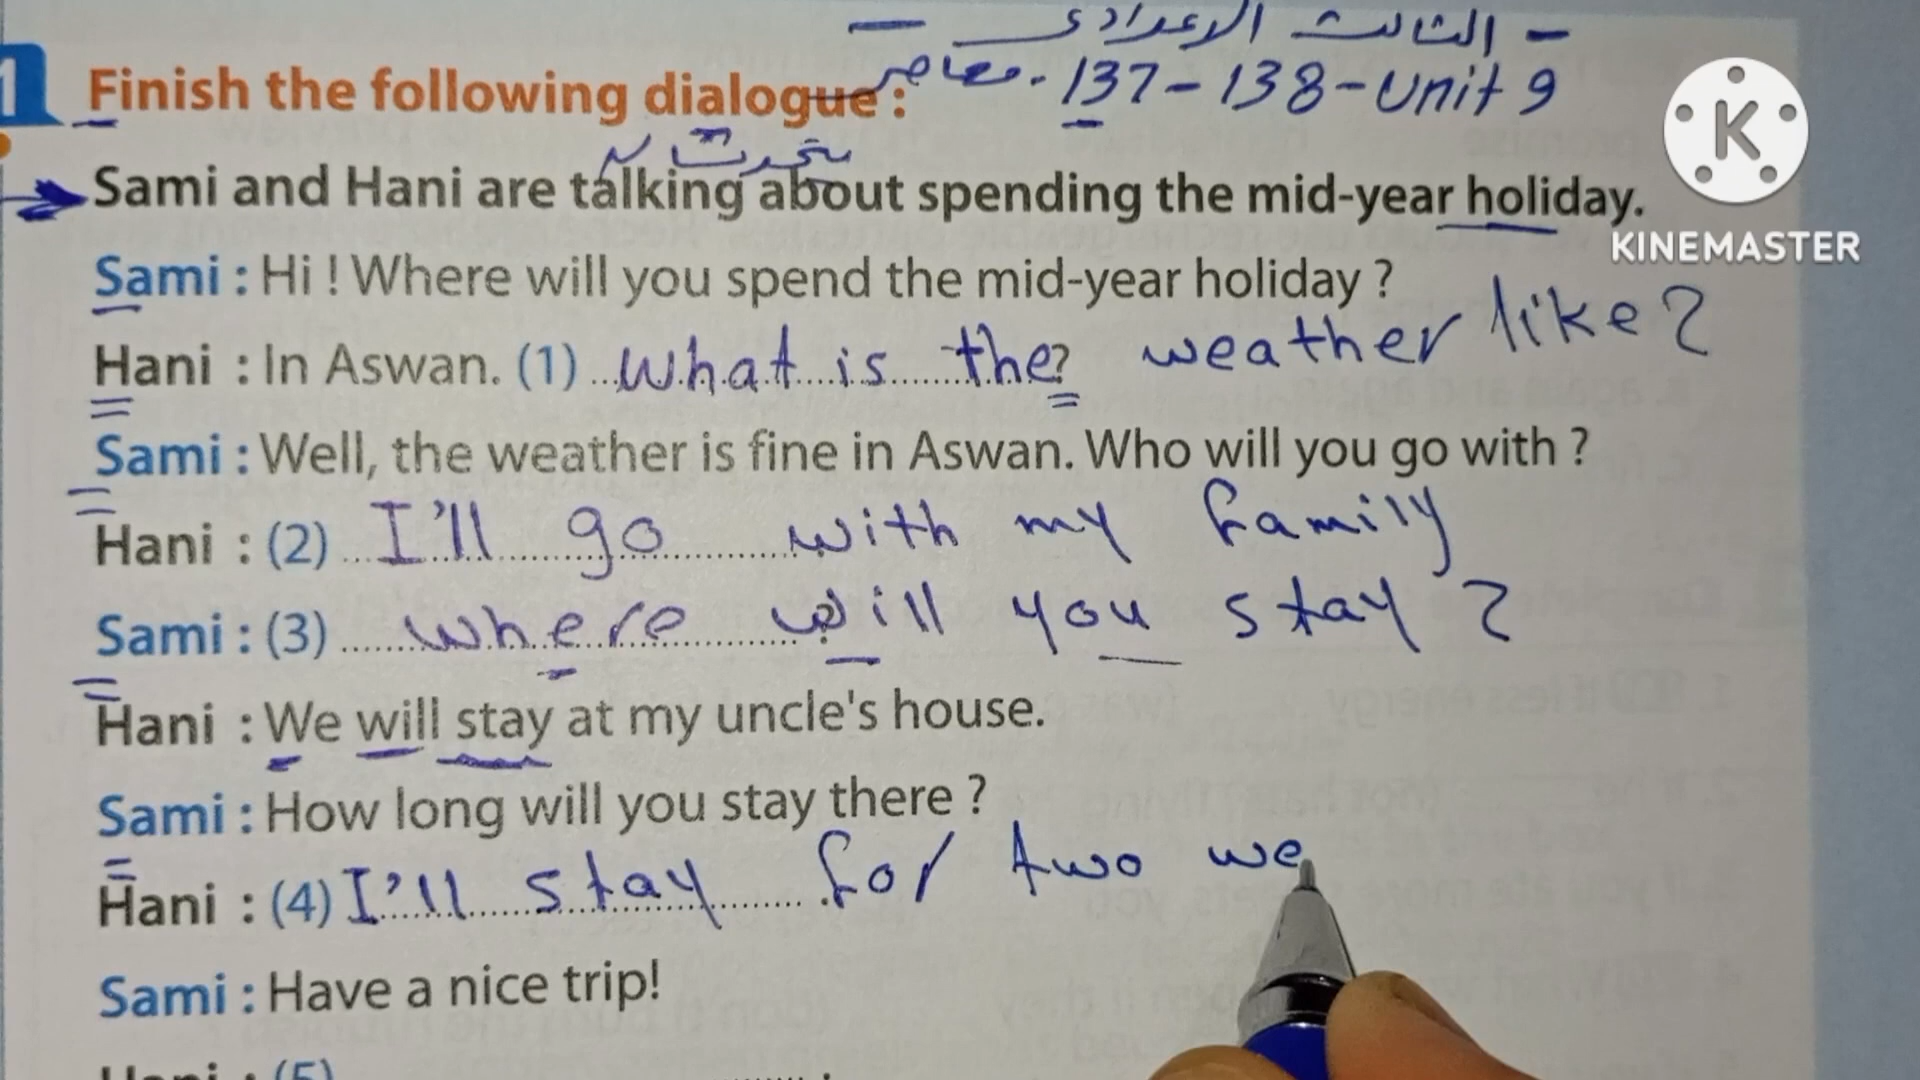 - الثالث الاعدادى -
1 Finish the following dialogue : معاصر - 137 - 138 - Unit 9
يتحدث
Sami and Hani are talking about spending the mid-year holiday.
Sami : Hi ! Where will you spend the mid-year holiday ?
Hani : In Aswan. (1) ...What is the? weather like?
Sami : Well, the weather is fine in Aswan. Who will you go with ?
Hani : (2) ... I'll go with my family
Sami : (3) ... where will you stay ?
Hani : We will stay at my uncle's house.
Sami : How long will you stay there ?
Hani : (4) I'll stay for two we
Sami : Have a nice trip!
Hani : (5)
K
KINEMASTER